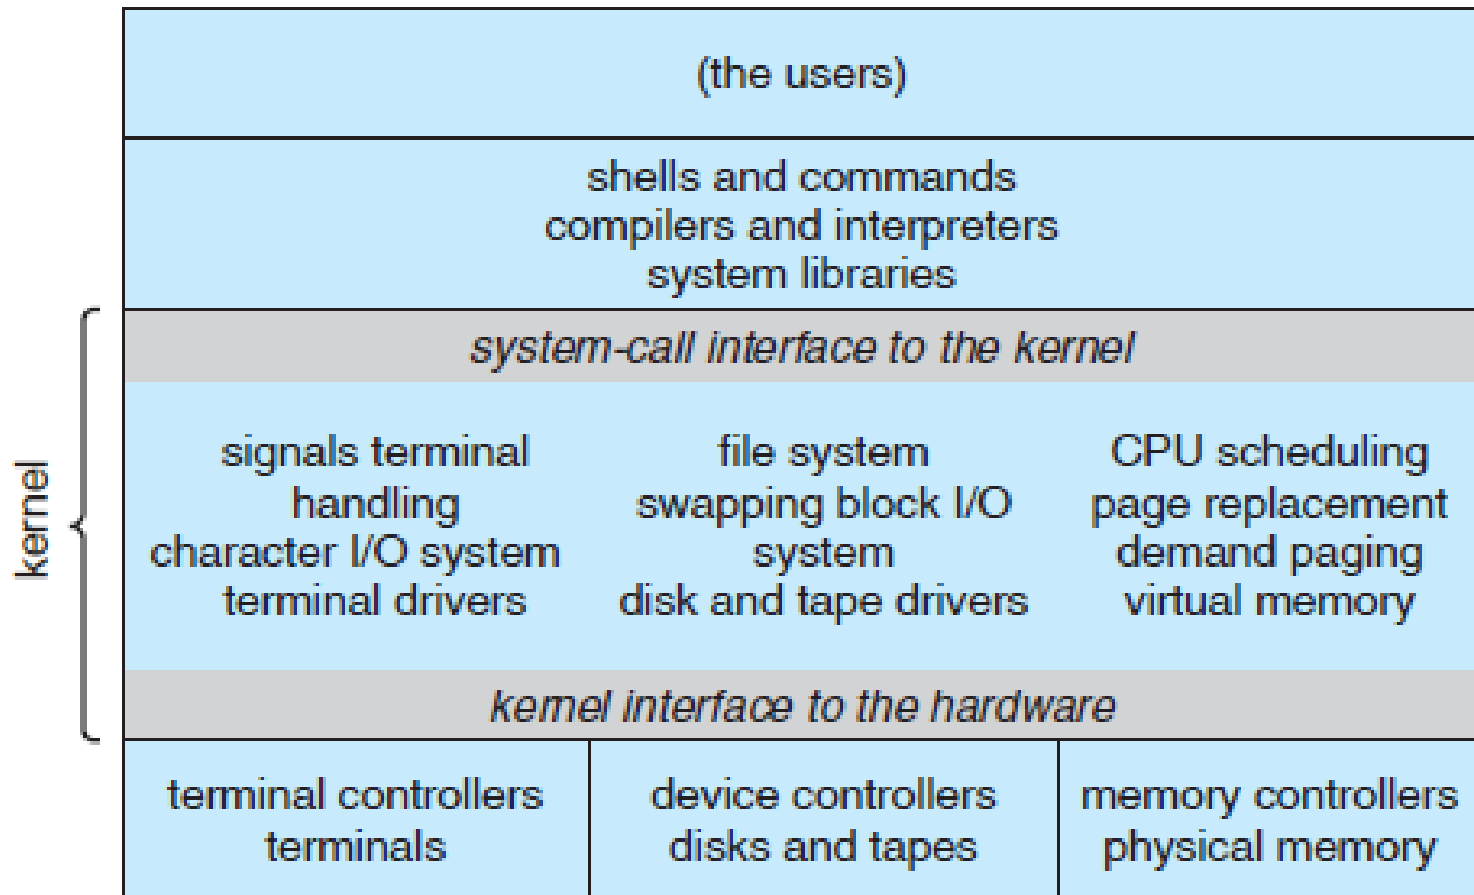 (the users)
shells and commands
compilers and interpreters
system libraries
kernel
system-call interface to the kernel
signals terminal
handling
character I/O system
terminal drivers
file system
swapping block I/O
system
disk and tape drivers
CPU scheduling
page replacement
demand paging
virtual memory
kernel interface to the hardware
terminal controllers
terminals
device controllers
disks and tapes
memory controllers
physical memory